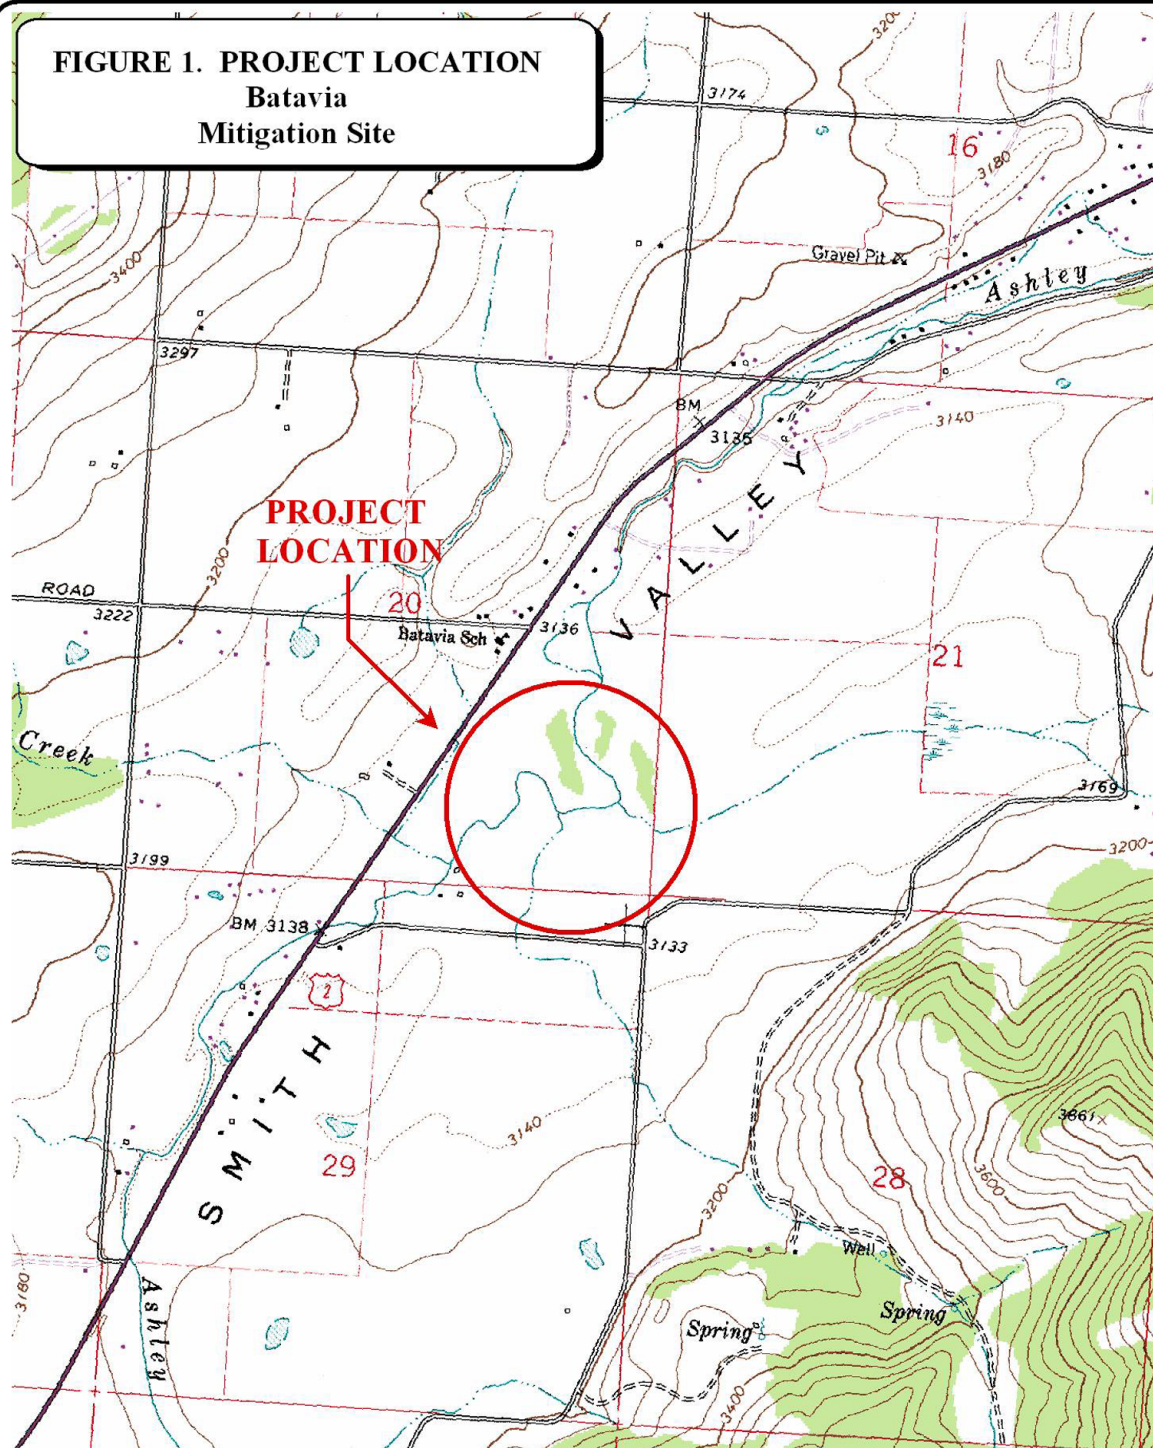 FIGURE 1. PROJECT LOCATION
Batavia
Mitigation Site
3200
3174
16
3180
3400
Gravel Pit
Ashley
3297
BM
3135
3140
VALLEY
PROJECT
LOCATION
3200
ROAD
3222
20
Batavia Sch
3136
21
Creek
3169
3199
3200
BM 3138
3133
2
SMITH
3861
3140
29
28
3600
3200
Well
3180
Ashley
Spring
Spring
3400